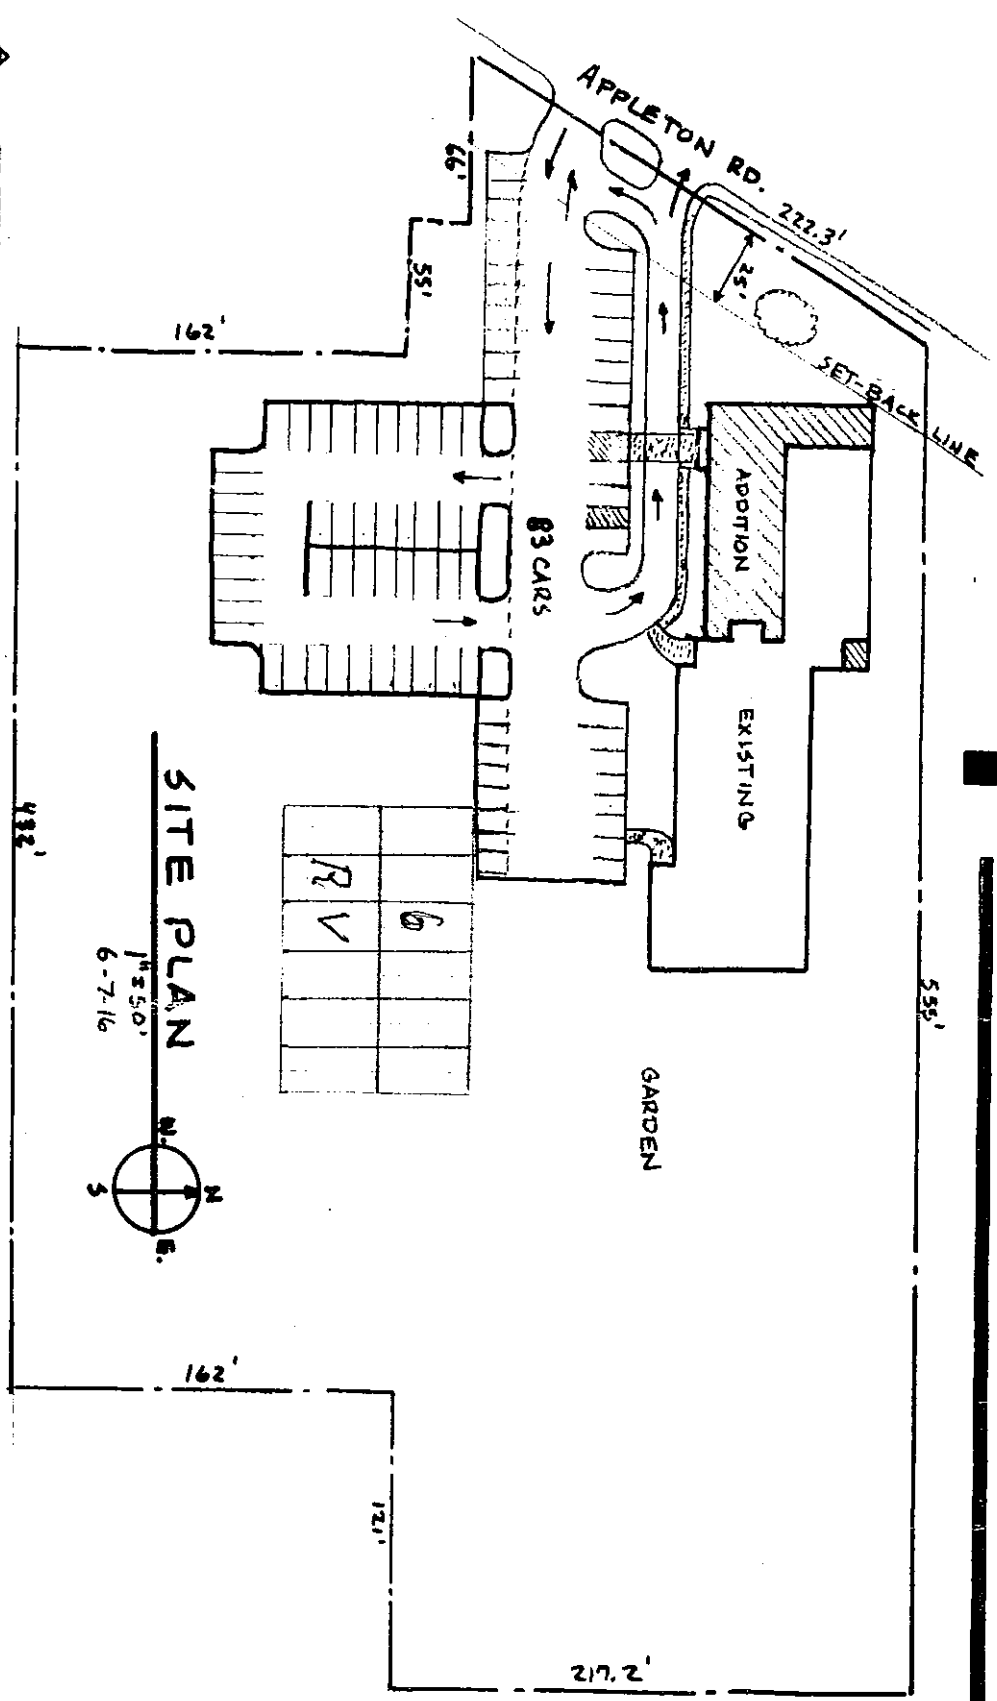 APPLETON RD.
222.3'
25'
SET-BACK LINE
66'
55'
162'
ADDITION
83 CARS
EXISTING
555'
432'
RV
6
GARDEN
SITE PLAN
1" = 50'
6-7-16
N
S
W.
E.
162'
121'
217.2'